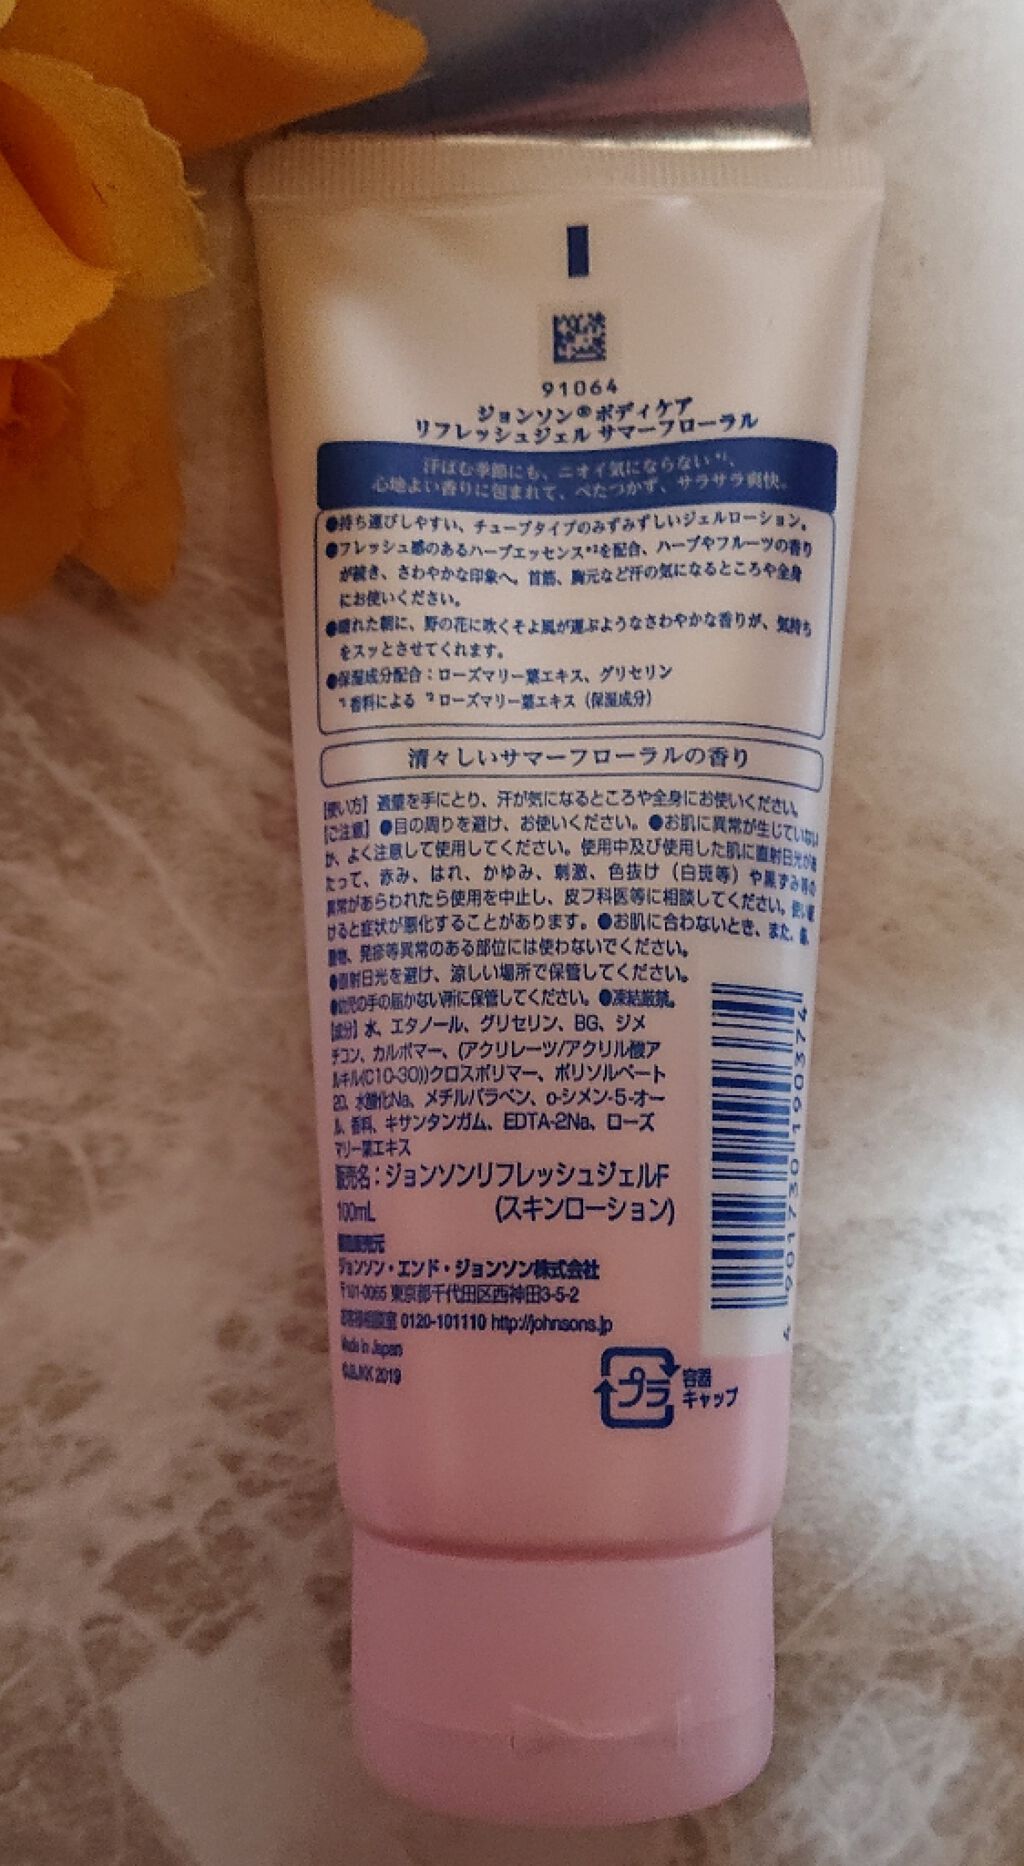 91064
ジョンソン®ボディケア
リフレッシュジェル サマーフローラル
汗ばむ季節にも、ニオイ気にならない*1、
心地よい香りに包まれて、べたつかず、サラサラ爽快。
●持ち運びしやすい、チューブタイプのみずみずしいジェルローション。
●フレッシュ感のあるハーブエッセンス*2を配合、ハーブやフルーツの香り
が続き、さわやかな印象へ。首筋、胸元など汗の気になるところや全身
にお使いください。
●晴れた朝に、野の花に吹くそよ風が運ぶようなさわやかな香りが、気持ち
をスッとさせてくれます。
●保湿成分配合:ローズマリー葉エキス、グリセリン
*1 香料による *2 ローズマリー葉エキス(保湿成分)
清々しいサマーフローラルの香り
【使い方】適量を手にとり、汗が気になるところや全身にお使いください。
【ご注意】●目の周りを避け、お使いください。●お肌に異常が生じていない
か、よく注意して使用してください。使用中及び使用した肌に直射日光があ
たって、赤み、はれ、かゆみ、刺激、色抜け(白斑等)や黒ずみ等の
異常があらわれたら使用を中止し、皮フ科医等に相談してください。使い続
けると症状が悪化することがあります。●お肌に合わないとき、また、傷、
腫物、発疹等異常のある部位には使わないでください。
●直射日光を避け、涼しい場所で保管してください。
●幼児の手の届かない所に保管してください。●凍結厳禁。
【成分】水、エタノール、グリセリン、BG、ジメ
チコン、カルボマー、(アクリレーツ/アクリル酸ア
ルキル(C10-30))クロスポリマー、ポリソルベート
20、水酸化Na、メチルパラベン、o-シメン-5-オー
ル、香料、キサンタンガム、EDTA-2Na、ローズ
マリー葉エキス
販売名:ジョンソンリフレッシュジェルF
100mL (スキンローション)
製造販売元
ジョンソン・エンド・ジョンソン株式会社
〒101-0065 東京都千代田区西神田3-5-2
お客様相談室 0120-101110 http://johnsons.jp
Made in Japan
©J&JKK 2019
プラ
容器
キャップ
4 901730 190374